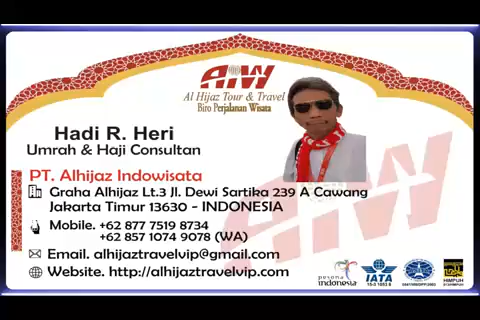 AIW
Al Hijaz Tour & Travel
Biro Perjalanan Wisata
Hadi R. Heri
Umrah & Haji Consultan
PT. Alhijaz Indowisata
Graha Alhijaz Lt.3 Jl. Dewi Sartika 239 A Cawang
Jakarta Timur 13630 - INDONESIA
Mobile. +62 877 7519 8734
+62 857 1074 9078 (WA)
Email. alhijaztravelvip@gmail.com
Website. http://alhijaztravelvip.com
pesona
indonesia
IATA
HIMPUH